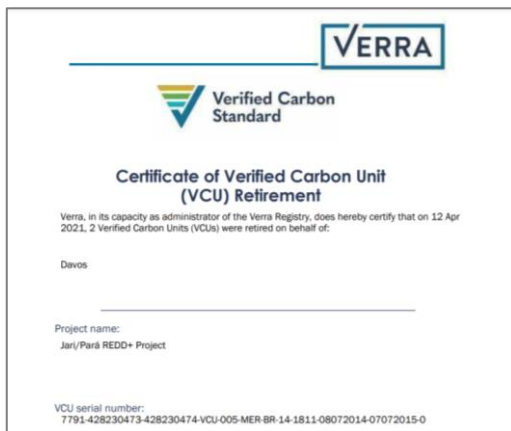 VERRA
Verified Carbon
Standard
Certificate of Verified Carbon Unit
(VCU) Retirement
Verra, in its capacity as administrator of the Verra Registry, does hereby certify that on 12 Apr
2021, 2 Verified Carbon Units (VCUs) were retired on behalf of:
Davos
Project name:
Jari/Pará REDD+ Project
VCU serial number:
7791-428230473-428230474-VCU-005-MER-BR-14-1811-08072014-07072015-0